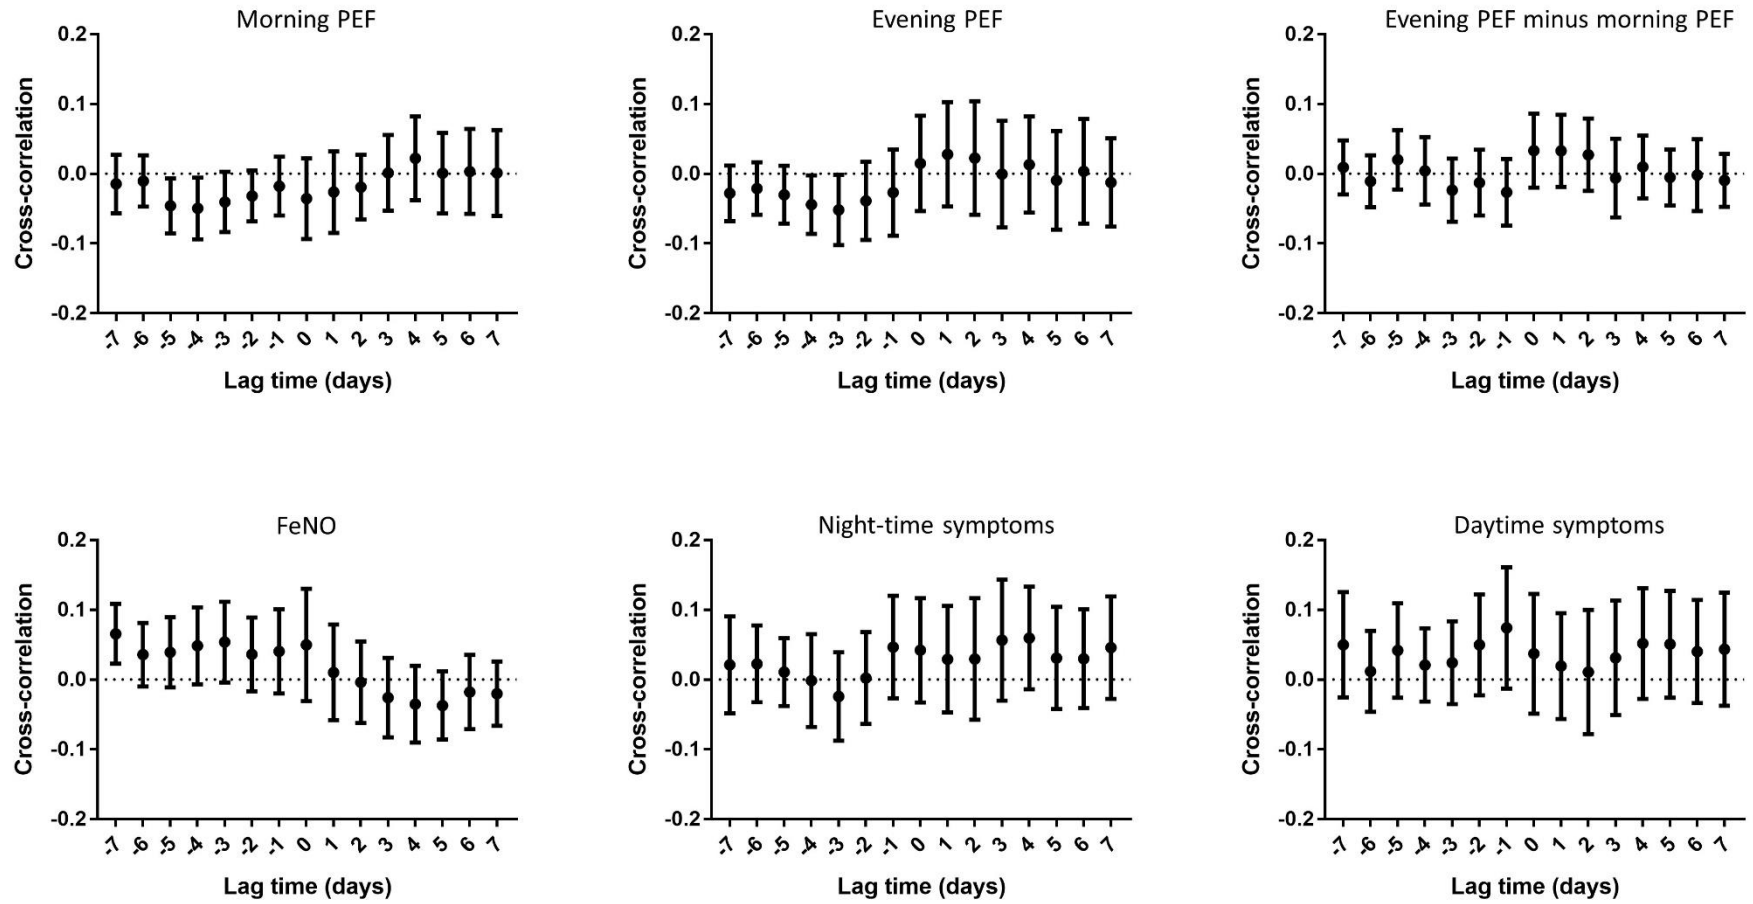 Morning PEF
Cross-correlation
0.2
0.1
0.0
-0.1
-0.2
-7 -6 -5 -4 -3 -2 -1 0 1 2 3 4 5 6 7
Lag time (days)
Evening PEF
Cross-correlation
0.2
0.1
0.0
-0.1
-0.2
-7 -6 -5 -4 -3 -2 -1 0 1 2 3 4 5 6 7
Lag time (days)
Evening PEF minus morning PEF
Cross-correlation
0.2
0.1
0.0
-0.1
-0.2
-7 -6 -5 -4 -3 -2 -1 0 1 2 3 4 5 6 7
Lag time (days)
FeNO
Cross-correlation
0.2
0.1
0.0
-0.1
-0.2
-7 -6 -5 -4 -3 -2 -1 0 1 2 3 4 5 6 7
Lag time (days)
Night-time symptoms
Cross-correlation
0.2
0.1
0.0
-0.1
-0.2
-7 -6 -5 -4 -3 -2 -1 0 1 2 3 4 5 6 7
Lag time (days)
Daytime symptoms
Cross-correlation
0.2
0.1
0.0
-0.1
-0.2
-7 -6 -5 -4 -3 -2 -1 0 1 2 3 4 5 6 7
Lag time (days)